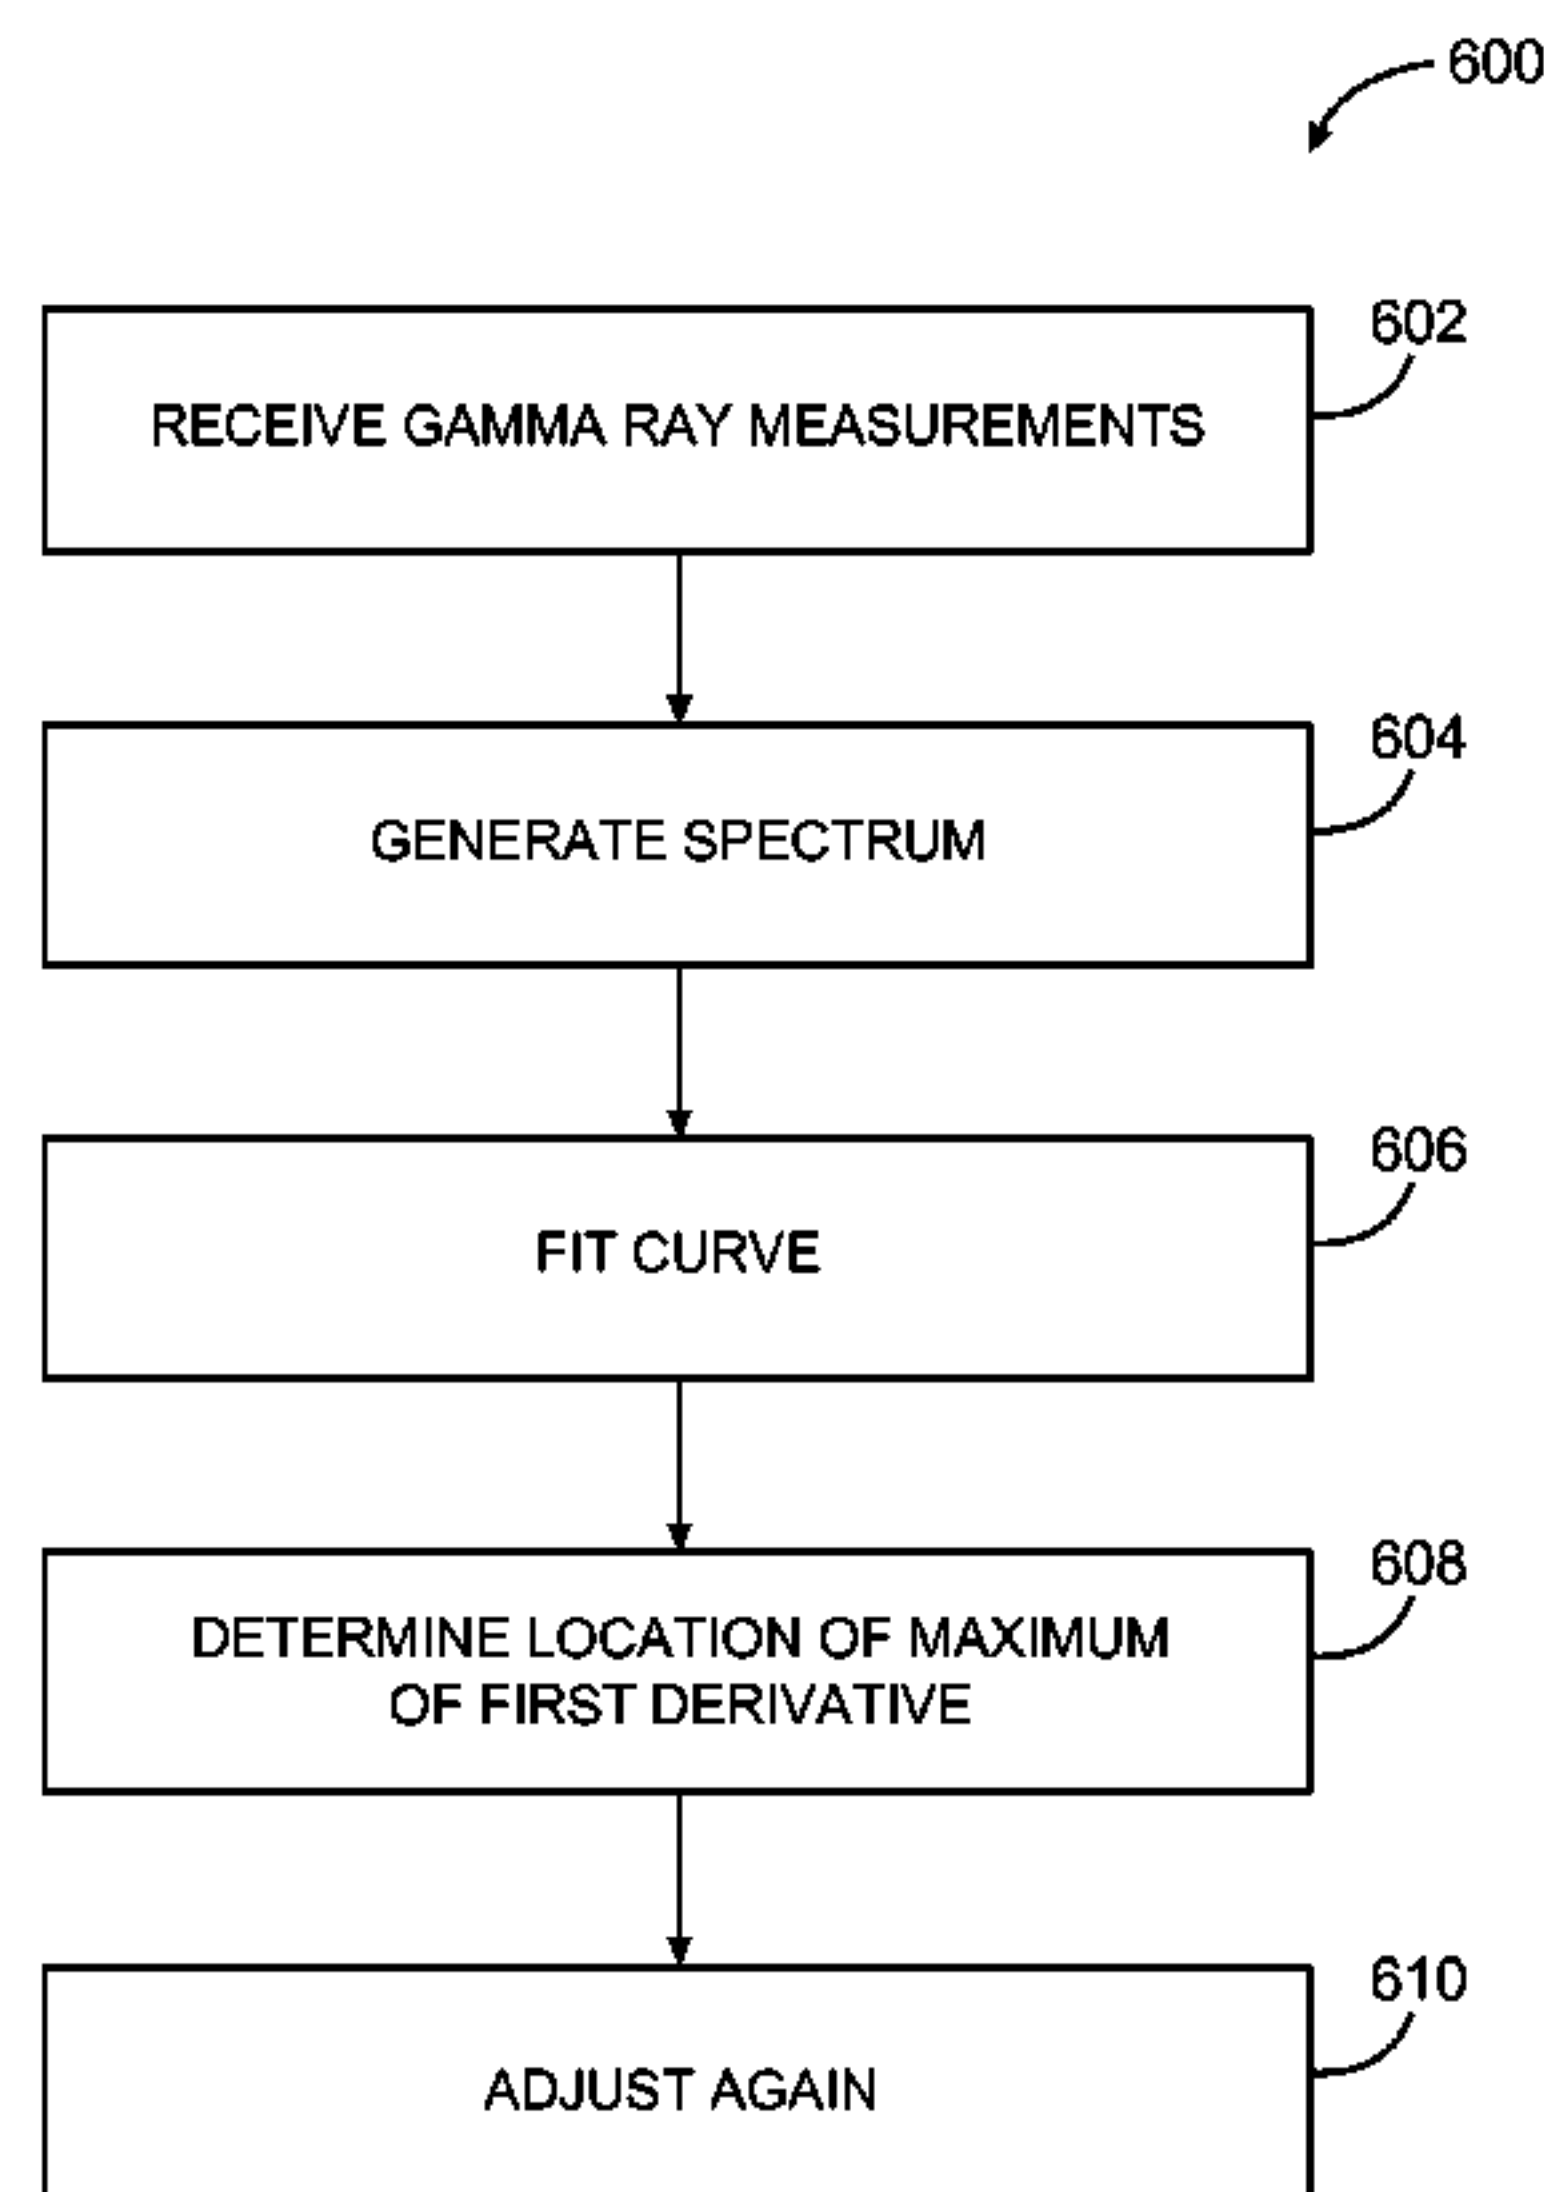 600
602
RECEIVE GAMMA RAY MEASUREMENTS
604
GENERATE SPECTRUM
606
FIT CURVE
608
DETERMINE LOCATION OF MAXIMUM
OF FIRST DERIVATIVE
610
ADJUST AGAIN